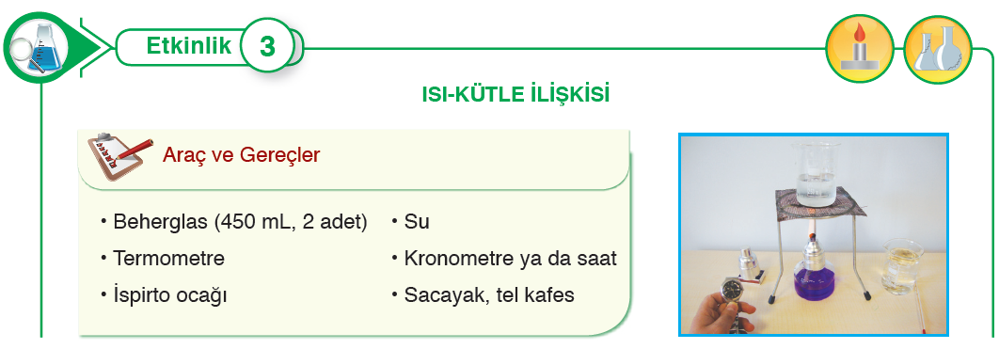 Etkinlik 3
ISI-KÜTLE İLİŞKİSİ
Araç ve Gereçler
• Beherglas (450 mL, 2 adet)
• Termometre
• İspirto ocağı
• Su
• Kronometre ya da saat
• Sacayak, tel kafes